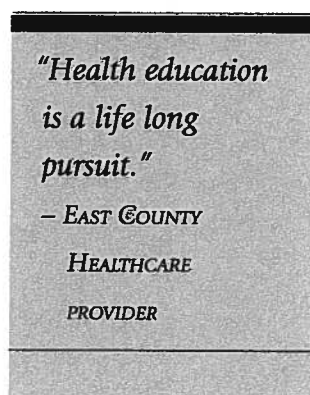 "Health education
is a life long
pursuit."
– EAST COUNTY
HEALTHCARE
PROVIDER